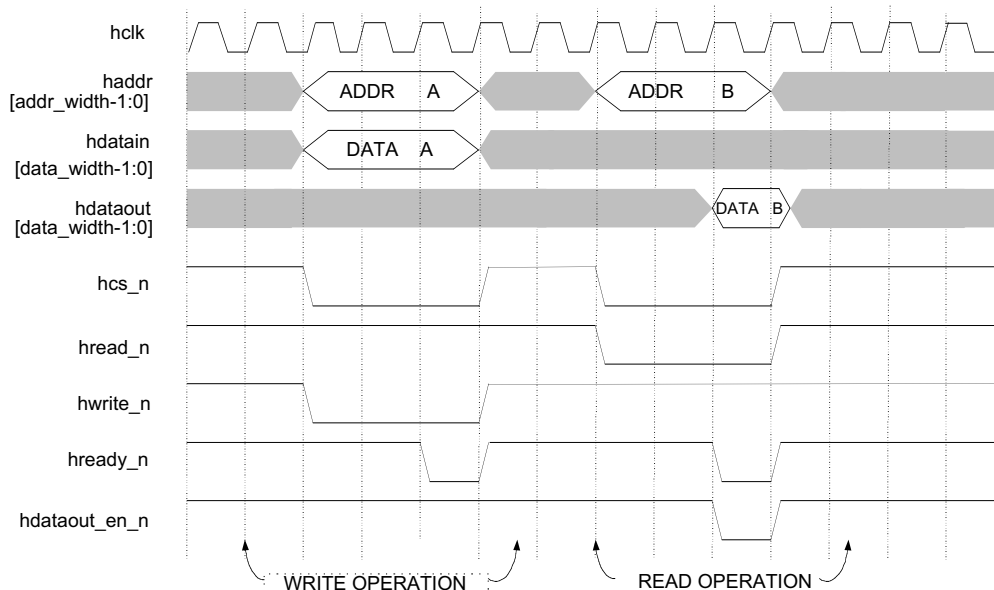 hclk
haddr
[addr_width-1:0]
ADDR A
ADDR B
hdatain
[data_width-1:0]
DATA A
hdataout
[data_width-1:0]
DATA B
hcs_n
hread_n
hwrite_n
hready_n
hdataout_en_n
WRITE OPERATION
READ OPERATION